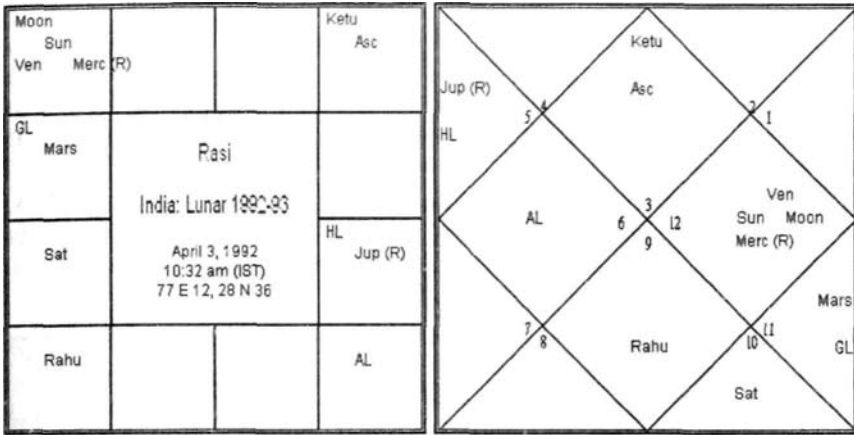 Moon
Sun
Ven Merc (R)
Ketu
Asc
GL
Mars
Rasi
India: Lunar 1992-93
April 3, 1992
10:32 am (IST)
77 E 12, 28 N 36
Sat
HL
Jup (R)
Rahu
AL
Ketu
Asc
Jup (R)
HL
4
5
2
1
AL
3
6 12
9
Ven
Sun Moon
Merc (R)
Mars
GL
7
8
Rahu
11
10
Sat